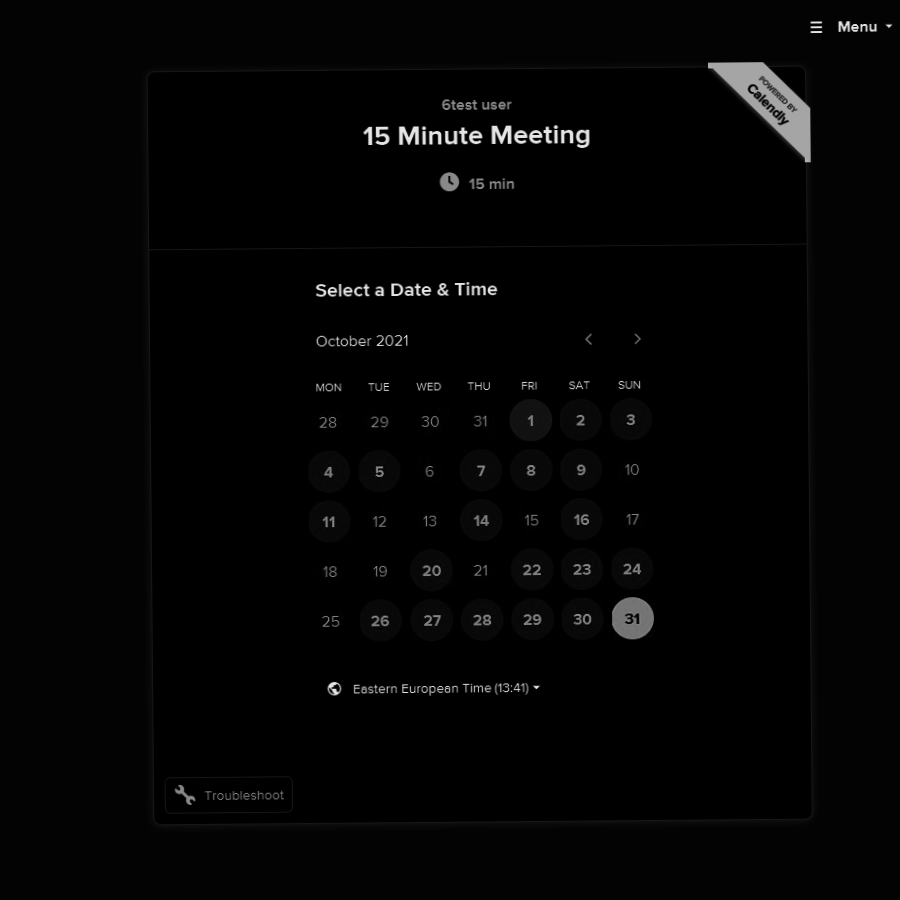 ☰ Menu
POWERED BY
Calendly
6test user
15 Minute Meeting
15 min
Select a Date & Time
October 2021
MON TUE WED THU FRI SAT SUN
28 29 30 31 1 2 3
4 5 6 7 8 9 10
11 12 13 14 15 16 17
18 19 20 21 22 23 24
25 26 27 28 29 30 31
Eastern European Time (13:41)
Troubleshoot